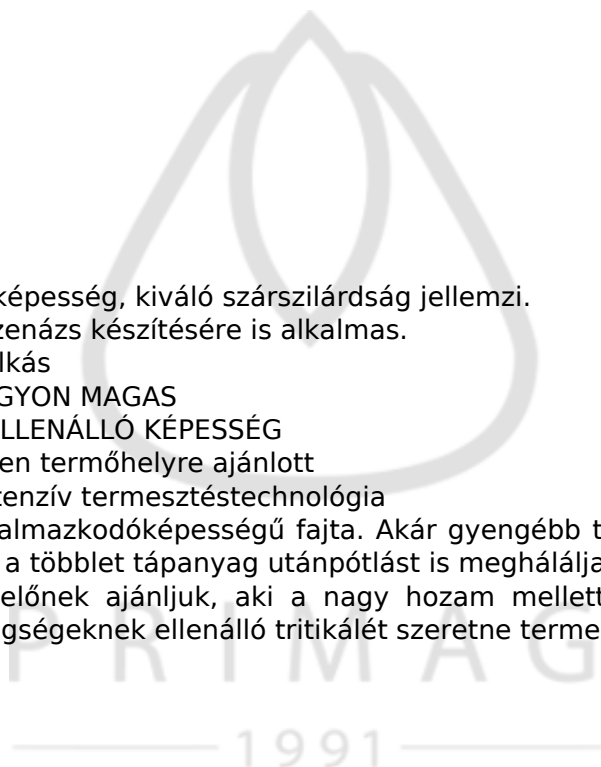 képesség, kiváló szárszilárdság jellemzi.
zenázs készítésére is alkalmas.
lkás
GYON MAGAS
LLENÁLLÓ KÉPESSÉG
en termőhelyre ajánlott
tenzív termesztéstechnológia
almazkodóképességű fajta. Akár gyengébb t
a többlet tápanyag utánpótlást is meghálálja
előnek ajánljuk, aki a nagy hozam mellett
gségeknek ellenálló tritikálét szeretne terme
PRIMAG
1991